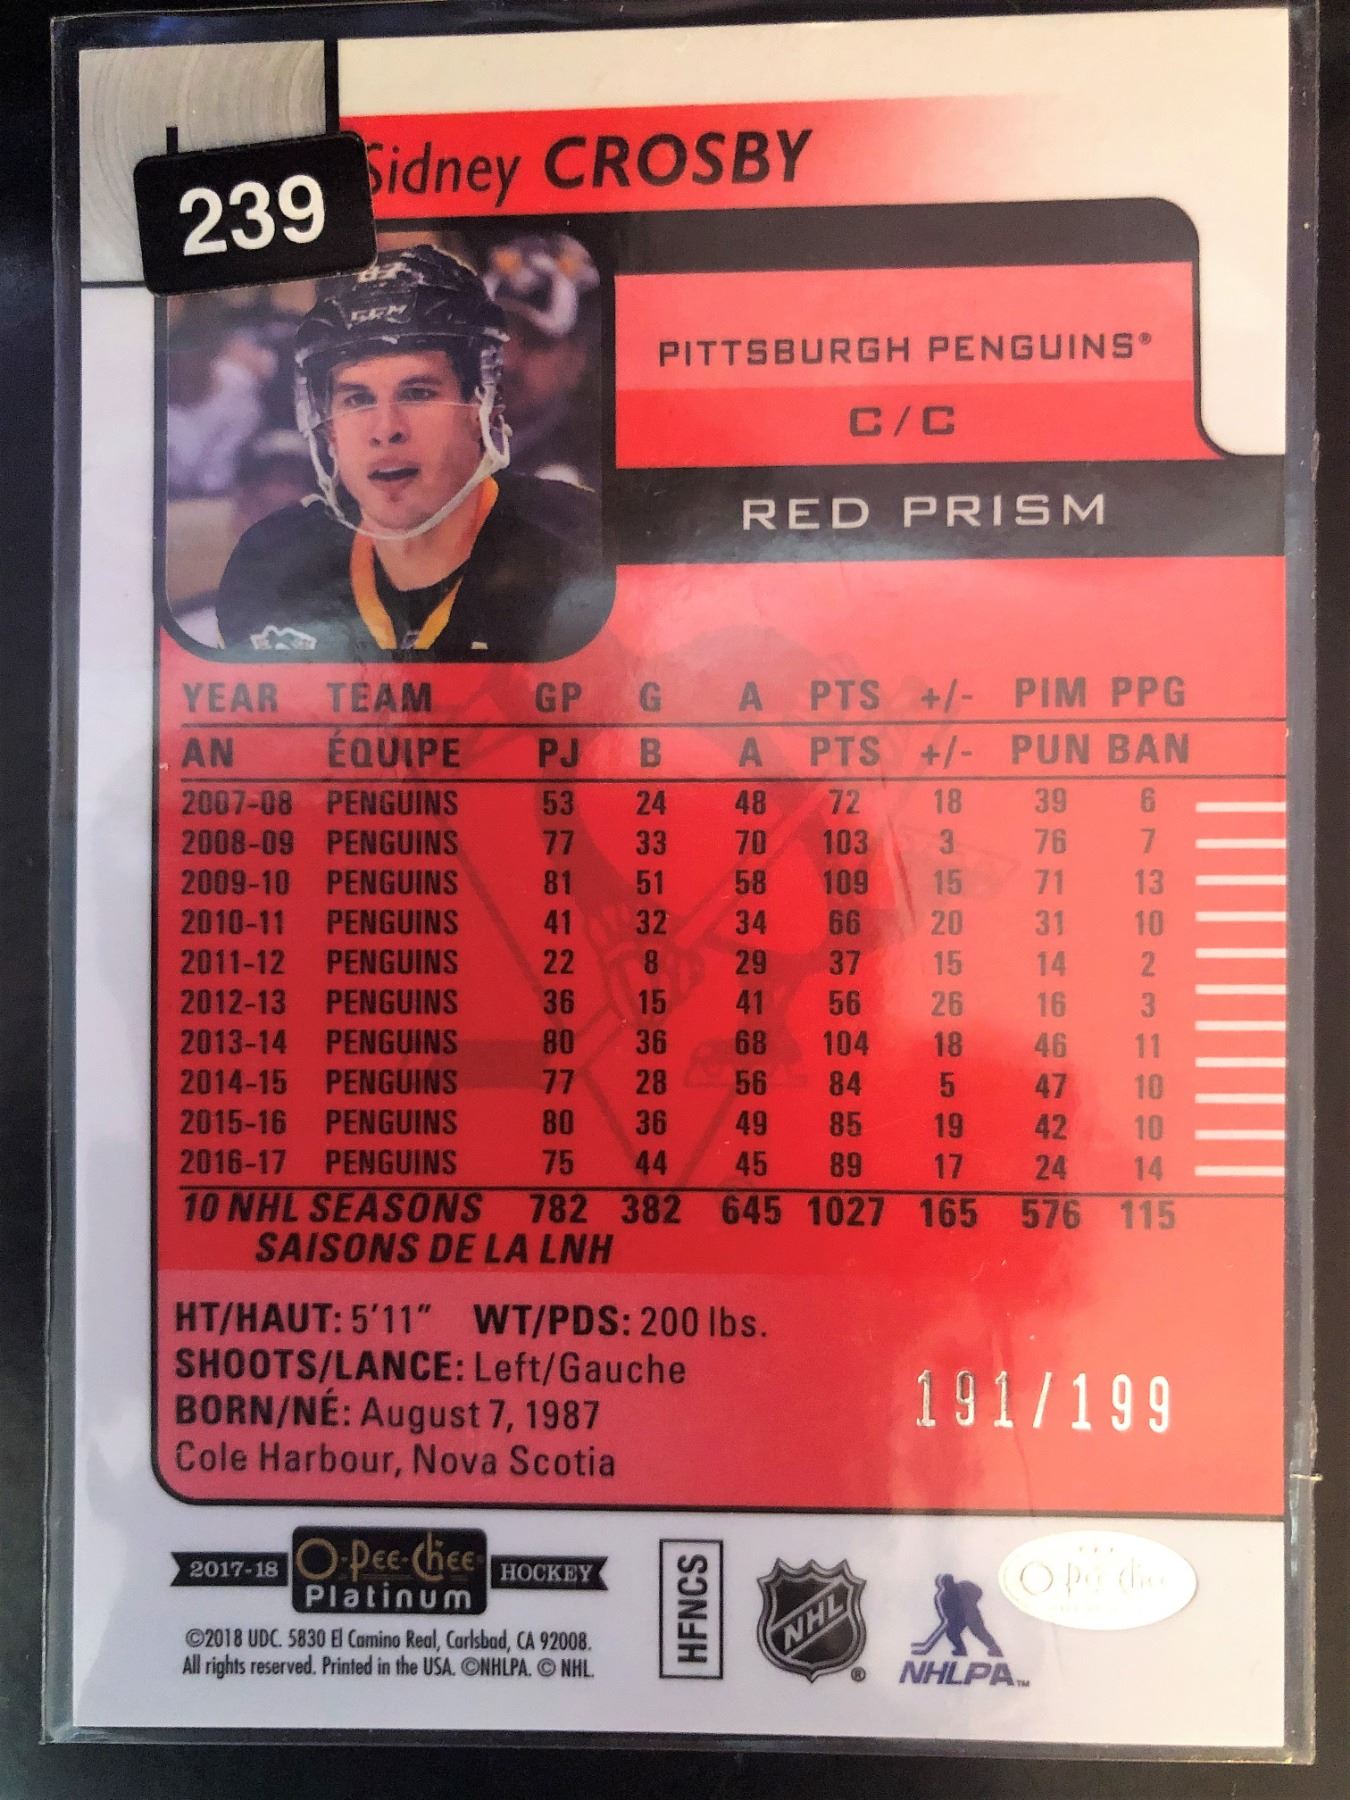 239
Sidney CROSBY
87
CCM
PITTSBURGH PENGUINS®
C/C
RED PRISM
YEAR TEAM GP G A PTS +/- PIM PPG
AN ÉQUIPE PJ B A PTS +/- PUN BAN
2007-08 PENGUINS 53 24 48 72 18 39 6
2008-09 PENGUINS 77 33 70 103 3 76 7
2009-10 PENGUINS 81 51 58 109 15 71 13
2010-11 PENGUINS 41 32 34 66 20 31 10
2011-12 PENGUINS 22 8 29 37 15 14 2
2012-13 PENGUINS 36 15 41 56 26 16 3
2013-14 PENGUINS 80 36 68 104 18 46 11
2014-15 PENGUINS 77 28 56 84 5 47 10
2015-16 PENGUINS 80 36 49 85 19 42 10
2016-17 PENGUINS 75 44 45 89 17 24 14
10 NHL SEASONS 782 382 645 1027 165 576 115
SAISONS DE LA LNH
HT/HAUT: 5'11" WT/PDS: 200 lbs.
SHOOTS/LANCE: Left/Gauche
BORN/NÉ: August 7, 1987
Cole Harbour, Nova Scotia
191/199
2017-18 O-Pee-Chee Platinum HOCKEY
©2018 UDC. 5830 El Camino Real, Carlsbad, CA 92008.
All rights reserved. Printed in the USA. ©NHLPA. © NHL.
HFNCS
NHL®
NHLPA™
O-Pee-Chee